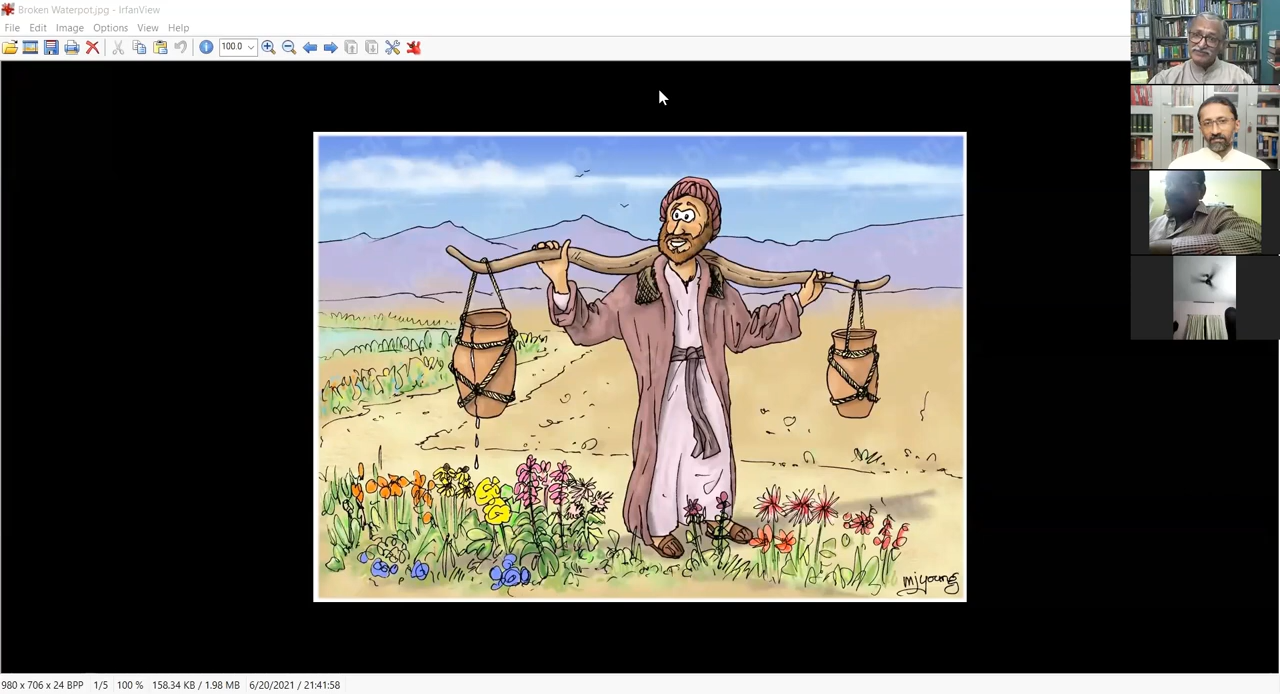 Broken Waterpot.jpg - IrfanView
File Edit Image Options View Help
100.0
mjyoung
980 x 706 x 24 BPP 1/5 100 % 158.34 KB / 1.98 MB 6/20/2021 / 21:41:58